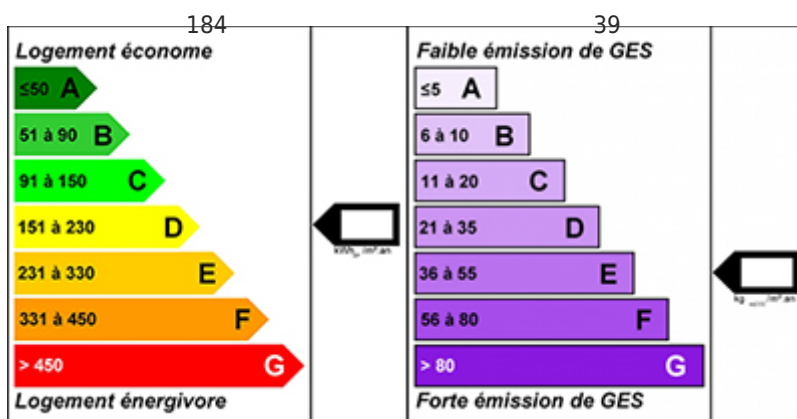 184
Logement économe
≤50 A
51 à 90 B
91 à 150 C
151 à 230 D
231 à 330 E
331 à 450 F
> 450 G
Logement énergivore
39
Faible émission de GES
≤5 A
6 à 10 B
11 à 20 C
21 à 35 D
36 à 55 E
56 à 80 F
> 80 G
Forte émission de GES